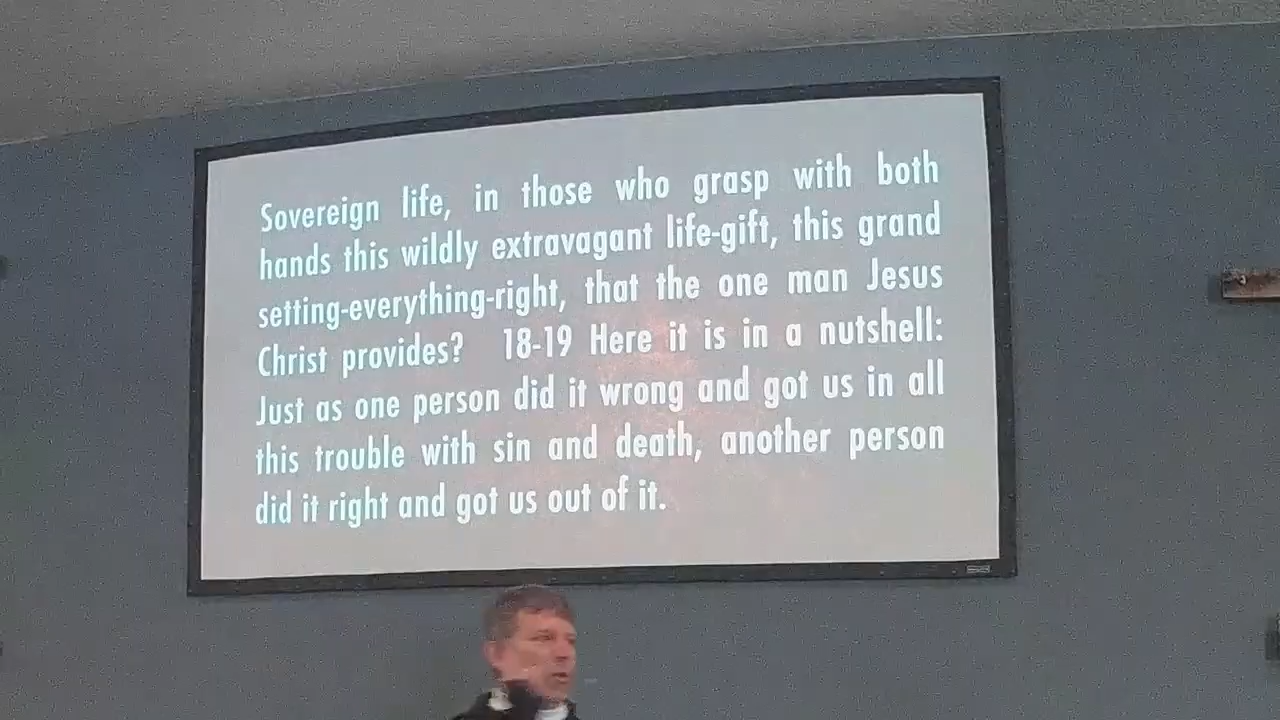 Sovereign life, in those who grasp with both
hands this wildly extravagant life-gift, this grand
setting-everything-right, that the one man Jesus
Christ provides? 18-19 Here it is in a nutshell:
Just as one person did it wrong and got us in all
this trouble with sin and death, another person
did it right and got us out of it.